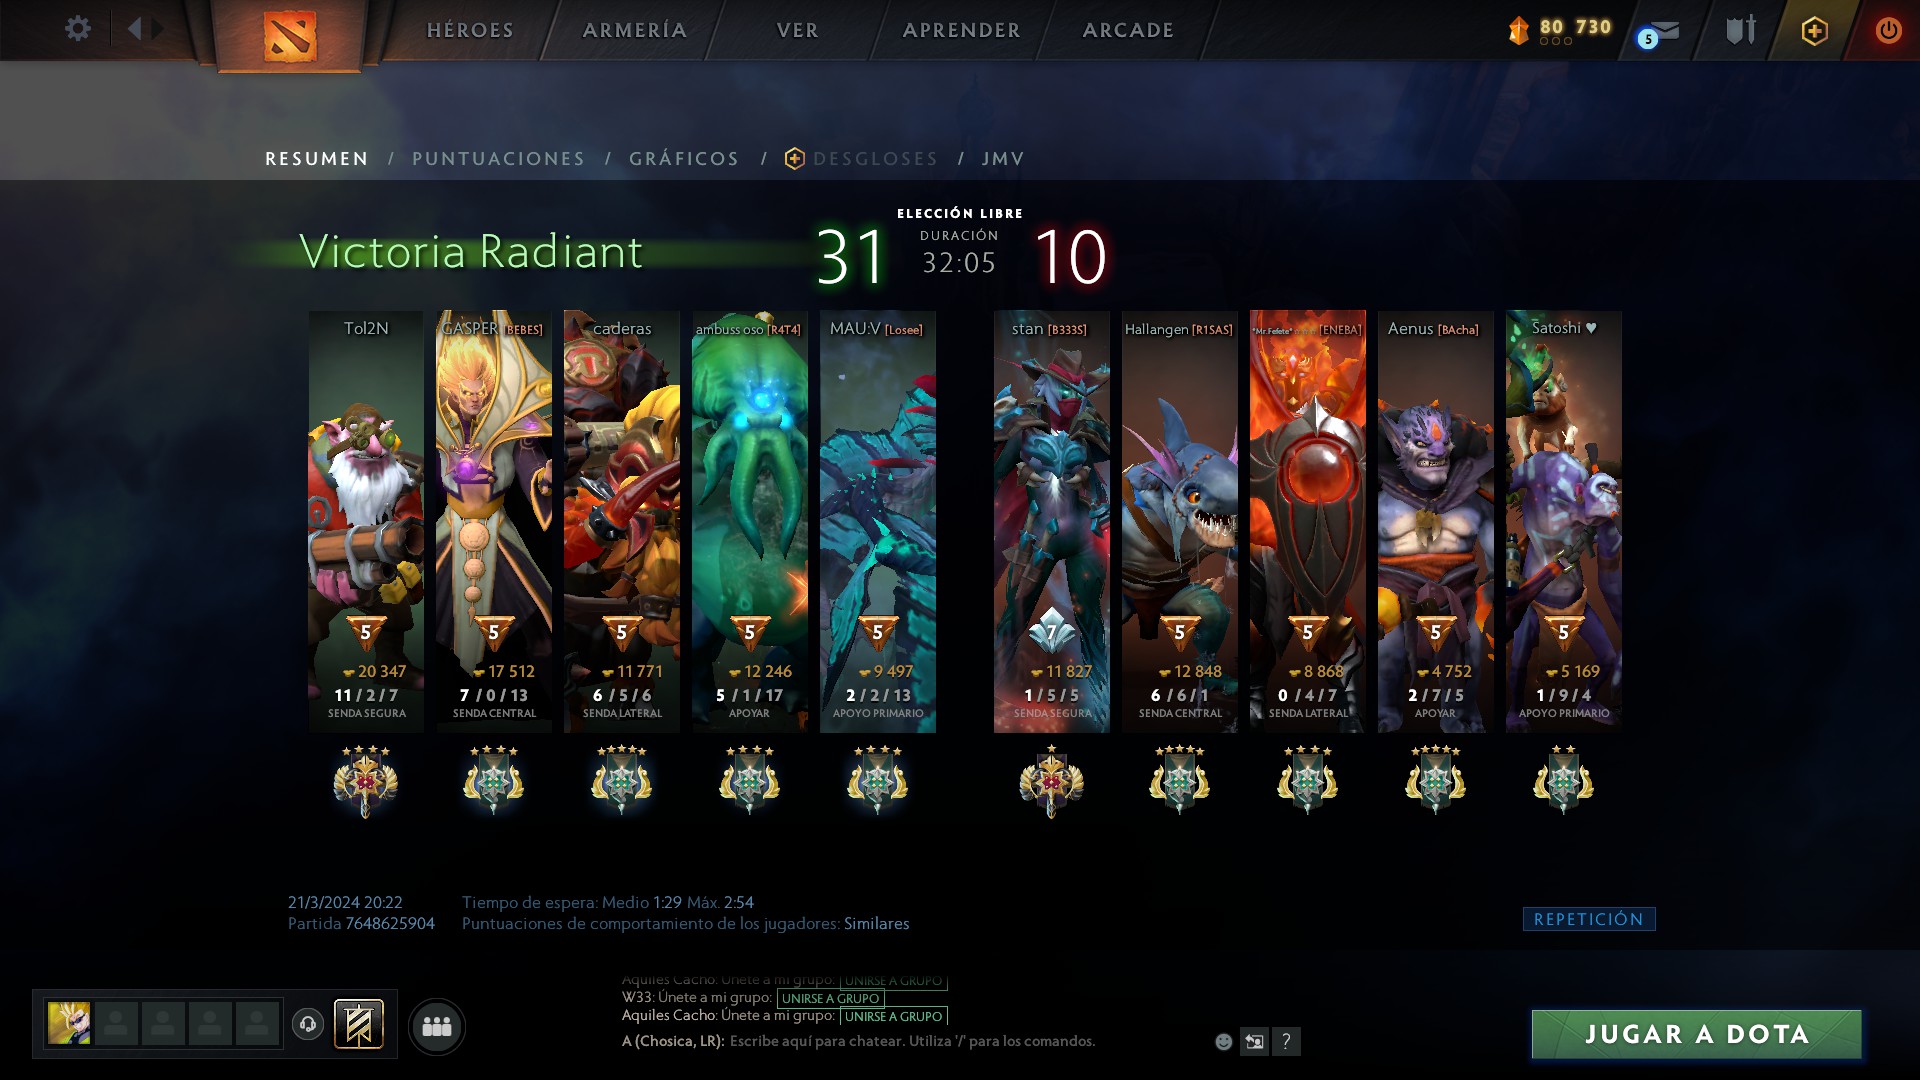 HÉROES
ARMERÍA
VER
APRENDER
ARCADE
80 730
5
RESUMEN / PUNTUACIONES / GRÁFICOS / DESGLOSES / JMV
Victoria Radiant
31
ELECCIÓN LIBRE
DURACIÓN
32:05
10
Tol2N
5
20 347
11 / 2 / 7
SENDA SEGURA
GASPER [BEBES]
5
17 512
7 / 0 / 13
SENDA CENTRAL
caderas
5
11 771
6 / 5 / 6
SENDA LATERAL
ambuss oso [R4T4]
5
12 246
5 / 1 / 17
APOYAR
MAU:V [Losee]
5
9 497
2 / 2 / 13
APOYO PRIMARIO
stan [B333S]
7
11 827
1 / 5 / 5
SENDA SEGURA
Hallangen [R1SAS]
5
12 848
6 / 6 / 1
SENDA CENTRAL
[ENEBA]
5
8 868
0 / 4 / 7
SENDA LATERAL
Aenus [BAcha]
5
4 752
2 / 7 / 5
APOYAR
Satoshi ♥
5
5 169
1 / 9 / 4
APOYO PRIMARIO
21/3/2024 20:22
Partida 7648625904
Tiempo de espera: Medio 1:29 Máx. 2:54
Puntuaciones de comportamiento de los jugadores: Similares
REPETICIÓN
Aquiles Cacho: Únete a mi grupo: UNIRSE A GRUPO
W33: Únete a mi grupo: UNIRSE A GRUPO
Aquiles Cacho: Únete a mi grupo: UNIRSE A GRUPO
A (Chosica, LR): Escribe aquí para chatear. Utiliza '/' para los comandos.
?
JUGAR A DOTA